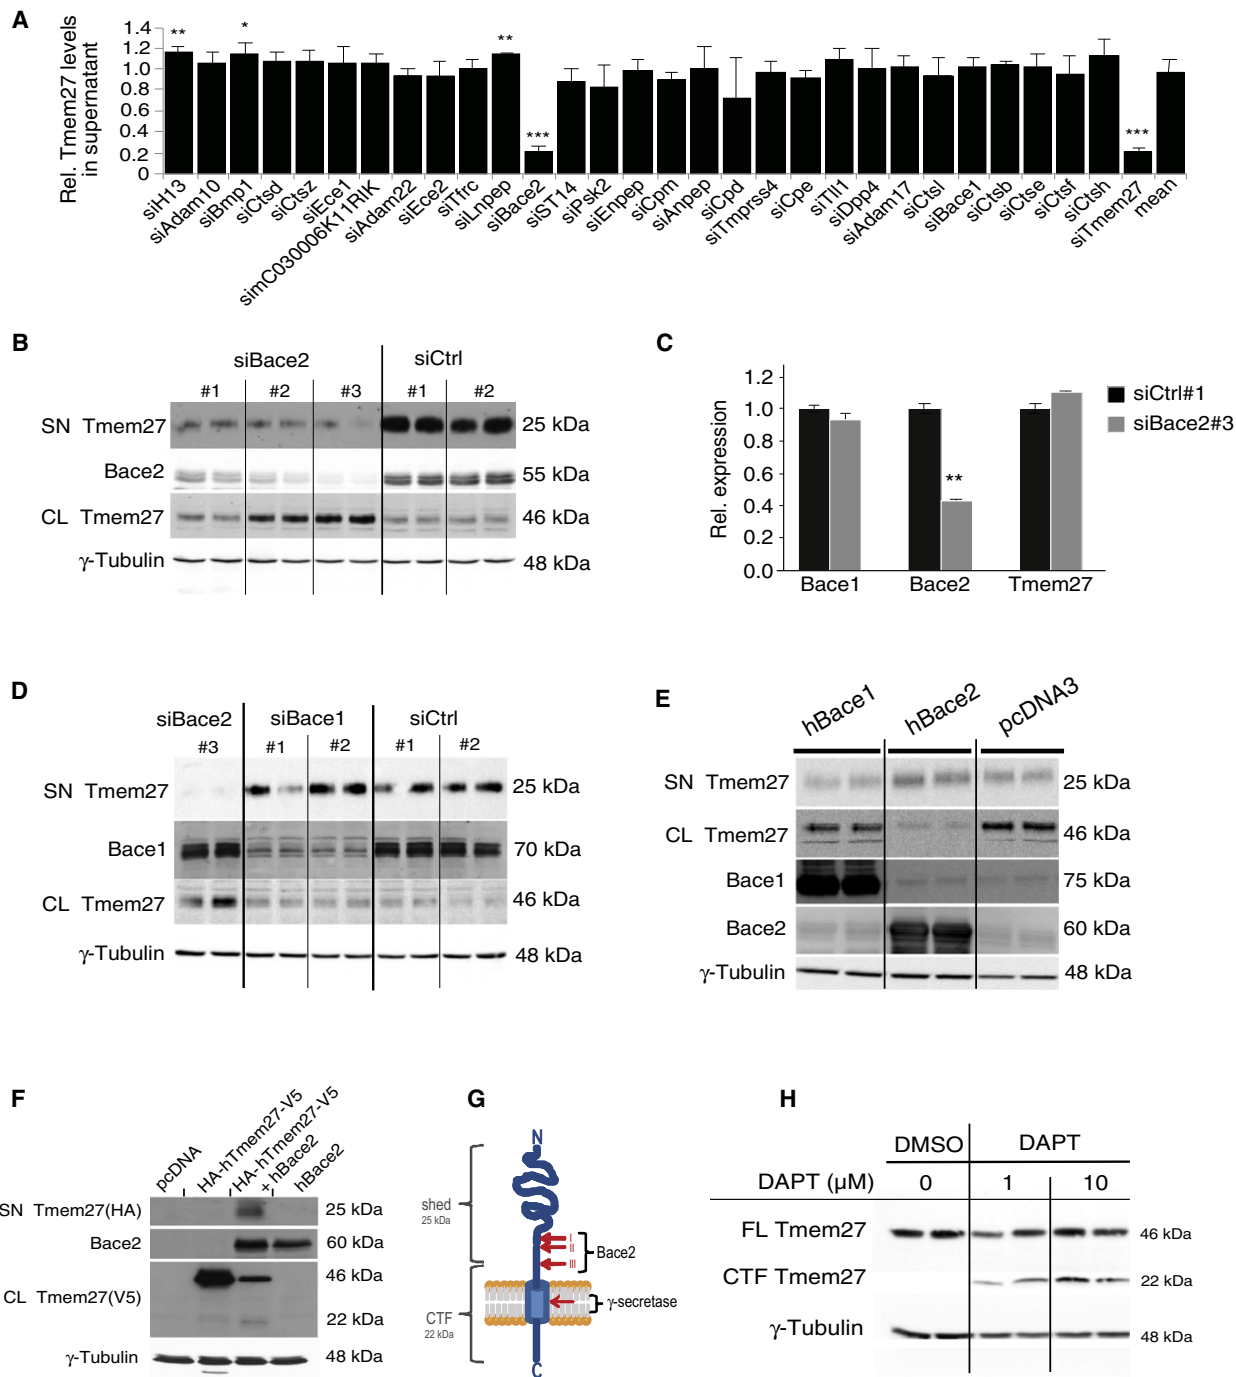 A
Rel. Tmem27 levels
in supernatant
1.4
1.2
1.0
0.8
0.6
0.4
0.2
0
**
*
**
***
***
siH13
siAdam10
siBmp1
siCtsd
siCtsz
siEce1
simC030006K11RIK
siAdam22
siEce2
siTfrc
siLnpep
siBace2
siST14
siPsk2
siEnpep
siCpm
siAnpep
siCpd
siTmprss4
siCpe
siTll1
siDpp4
siAdam17
siCtsl
siBace1
siCtsb
siCtse
siCtsf
siCtsh
siTmem27
mean
B
siBace2
siCtrl
#1 #2 #3 #1 #2
SN Tmem27 25 kDa
Bace2 55 kDa
CL Tmem27 46 kDa
γ-Tubulin 48 kDa
C
Rel. expression
1.2
1.0
0.8
0.6
0.4
0.2
0.0
**
Bace1 Bace2 Tmem27
siCtrl#1
siBace2#3
D
siBace2 siBace1 siCtrl
#3 #1 #2 #1 #2
SN Tmem27 25 kDa
Bace1 70 kDa
CL Tmem27 46 kDa
γ-Tubulin 48 kDa
E
hBace1 hBace2 pcDNA3
SN Tmem27 25 kDa
CL Tmem27 46 kDa
Bace1 75 kDa
Bace2 60 kDa
γ-Tubulin 48 kDa
F
pcDNA
HA-hTmem27-V5
HA-hTmem27-V5
+ hBace2
hBace2
SN Tmem27(HA) 25 kDa
Bace2 60 kDa
46 kDa
CL Tmem27(V5)
22 kDa
γ-Tubulin 48 kDa
G
N
shed
25 kDa
I
II
III
Bace2
γ-secretase
CTF
22 kDa
C
H
DMSO DAPT
DAPT (μM) 0 1 10
FL Tmem27 46 kDa
CTF Tmem27 22 kDa
γ-Tubulin 48 kDa